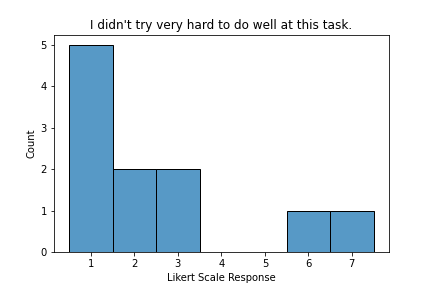 I didn't try very hard to do well at this task.
5
4
3
2
1
0
Count
1 2 3 4 5 6 7
Likert Scale Response